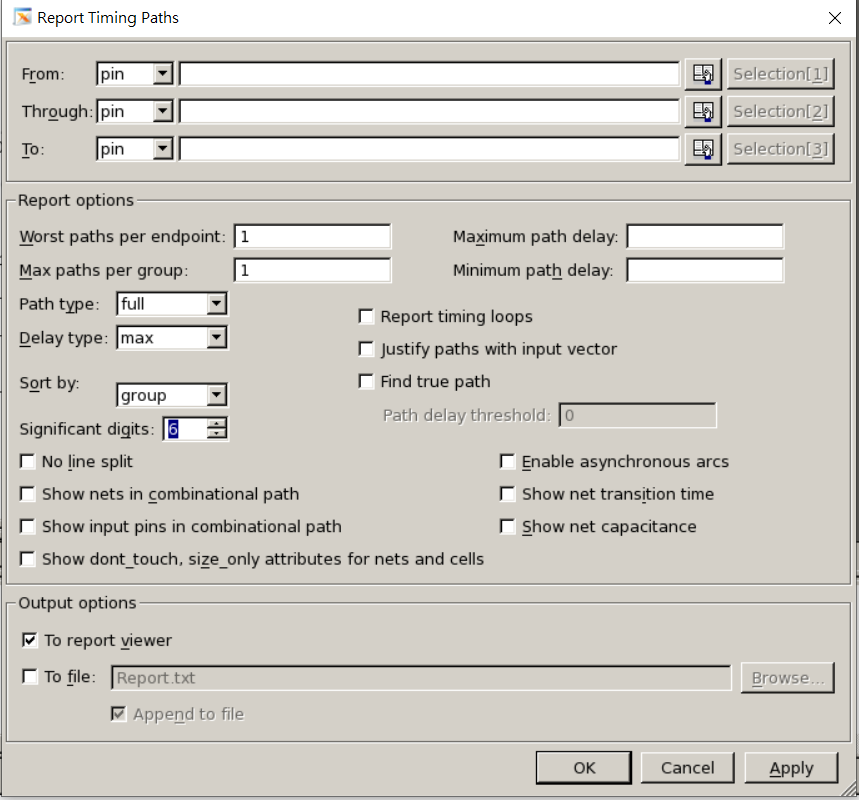 Report Timing Paths
From: pin Selection[1]
Through: pin Selection[2]
To: pin Selection[3]
Report options
Worst paths per endpoint: 1 Maximum path delay:
Max paths per group: 1 Minimum path delay:
Path type: full
Report timing loops
Delay type: max
Justify paths with input vector
Sort by: group
Find true path
Path delay threshold: 0
Significant digits: 6
No line split Enable asynchronous arcs
Show nets in combinational path Show net transition time
Show input pins in combinational path Show net capacitance
Show dont_touch, size_only attributes for nets and cells
Output options
To report viewer
To file: Report.txt Browse...
Append to file
OK Cancel Apply